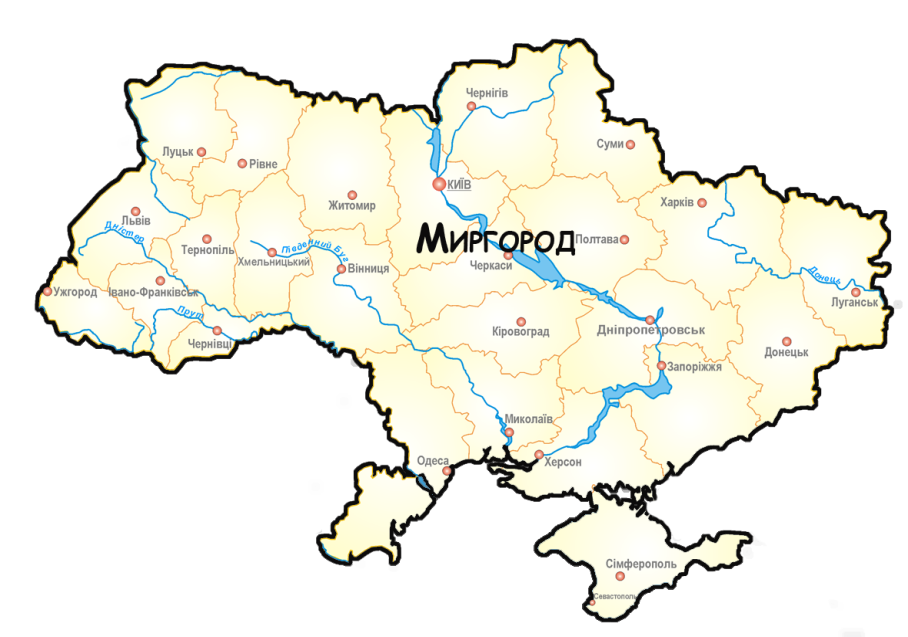 Чернігів
Суми
Луцьк
Рівне
КИЇВ
Житомир
Харків
Львів
Дністер
Миргород
Полтава
Тернопіль
Південний Буг
Хмельницький
Вінниця
Черкаси
Донець
Ужгород
Івано-Франківськ
Луганськ
Прут
Чернівці
Кіровоград
Дніпропетровськ
Донецьк
Запоріжжя
Миколаїв
Одеса
Херсон
Сімферополь
Севастополь